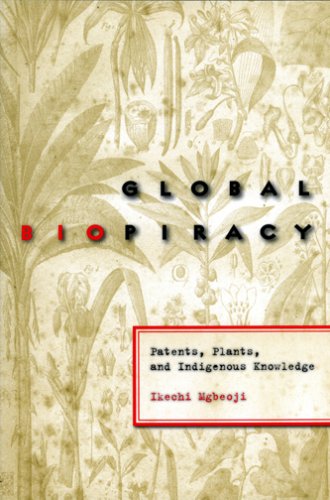 GLOBAL
BIOPIRACY
Patents, Plants,
and Indigenous Knowledge
Ikechi Mgbeoji